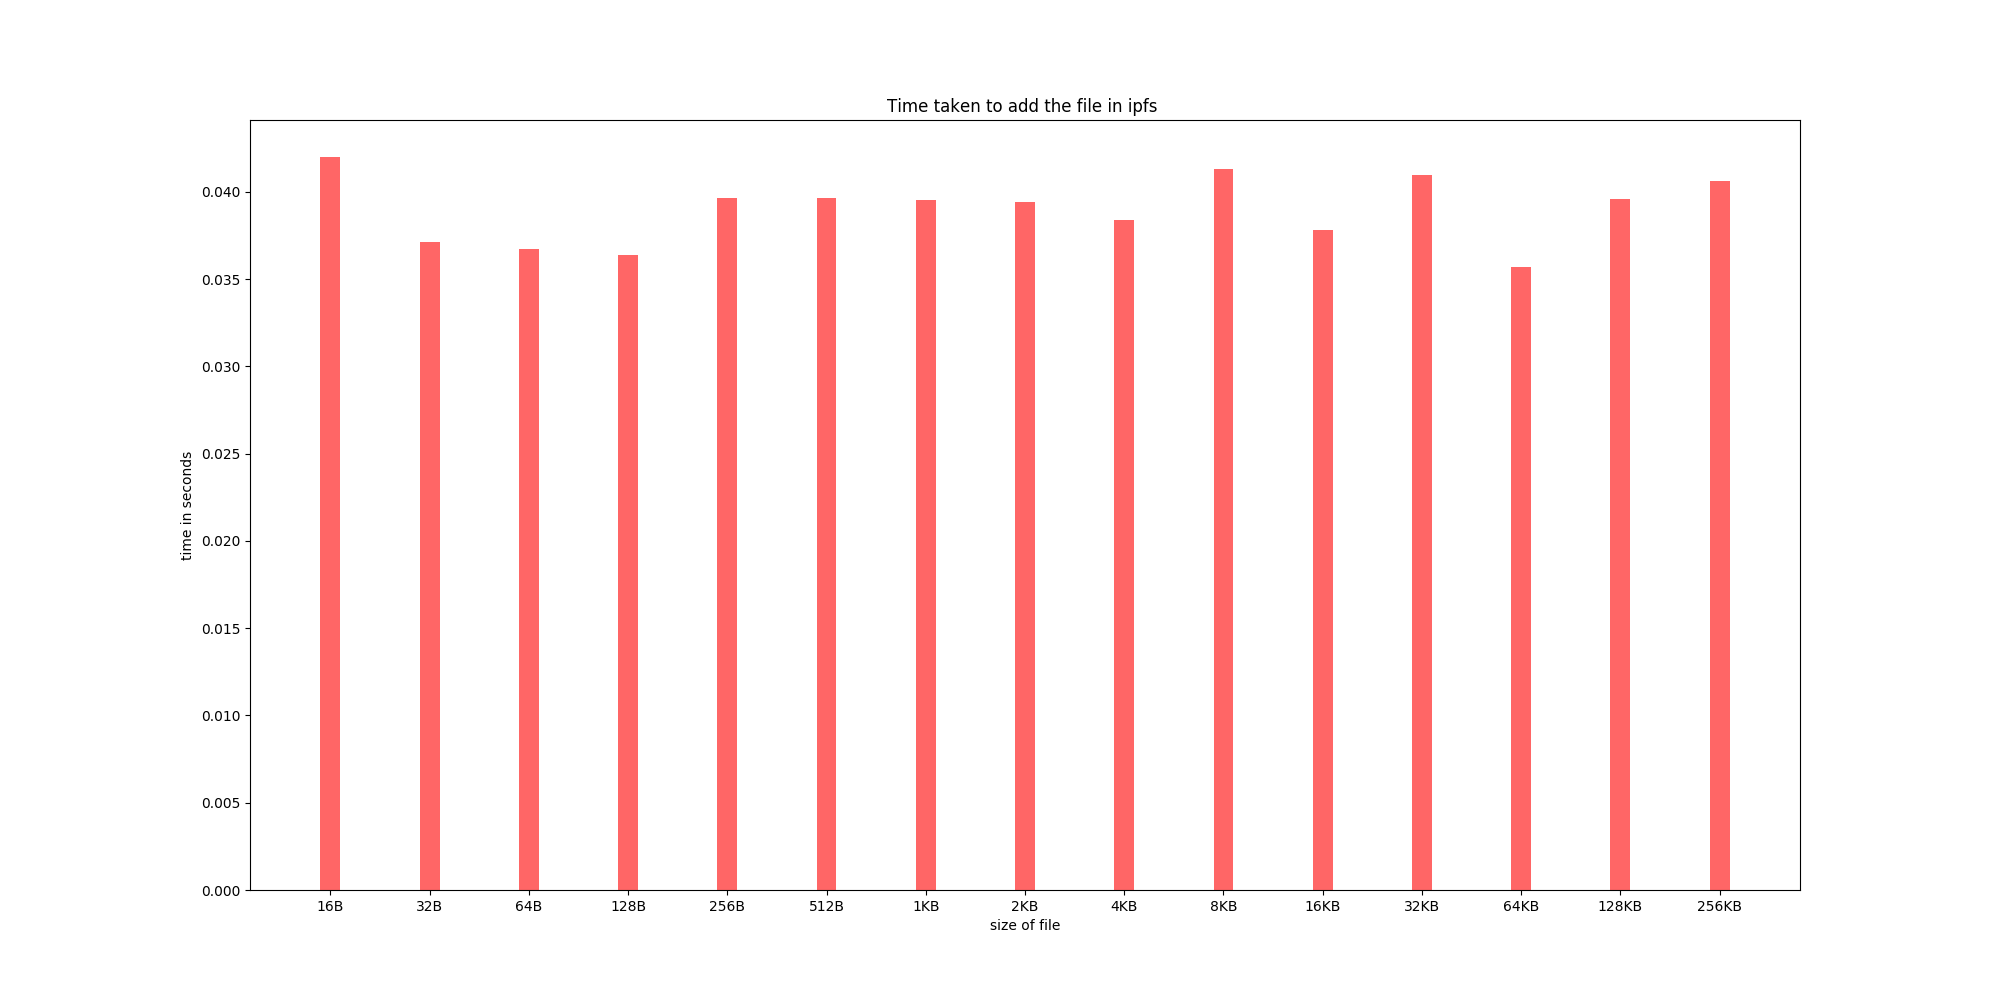 Time taken to add the file in ipfs
time in seconds
0.040
0.035
0.030
0.025
0.020
0.015
0.010
0.005
0.000
16B 32B 64B 128B 256B 512B 1KB 2KB 4KB 8KB 16KB 32KB 64KB 128KB 256KB
size of file